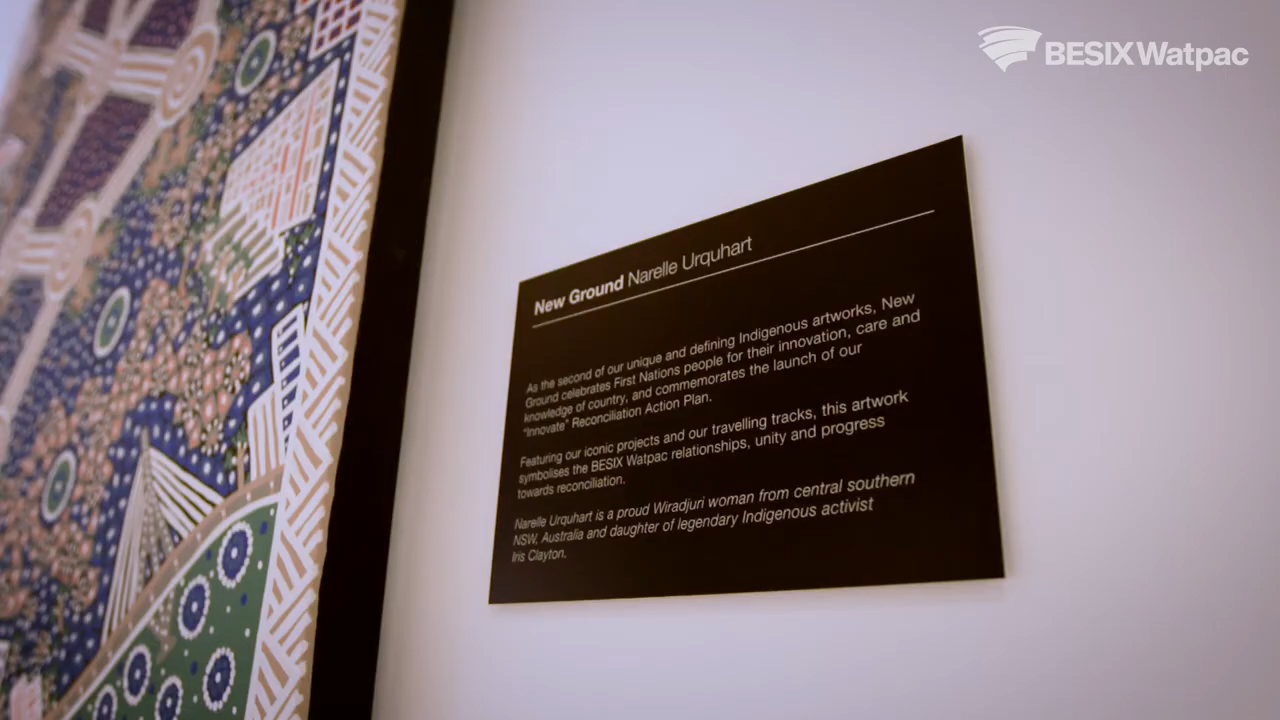 BESIX Watpac
New Ground Narelle Urquhart
As the second of our unique and defining Indigenous artworks, New
Ground celebrates First Nations people for their innovation, care and
knowledge of country, and commemorates the launch of our
“Innovate” Reconciliation Action Plan.
Featuring our iconic projects and our travelling tracks, this artwork
symbolises the BESIX Watpac relationships, unity and progress
towards reconciliation.
Narelle Urquhart is a proud Wiradjuri woman from central southern
NSW, Australia and daughter of legendary Indigenous activist
Iris Clayton.